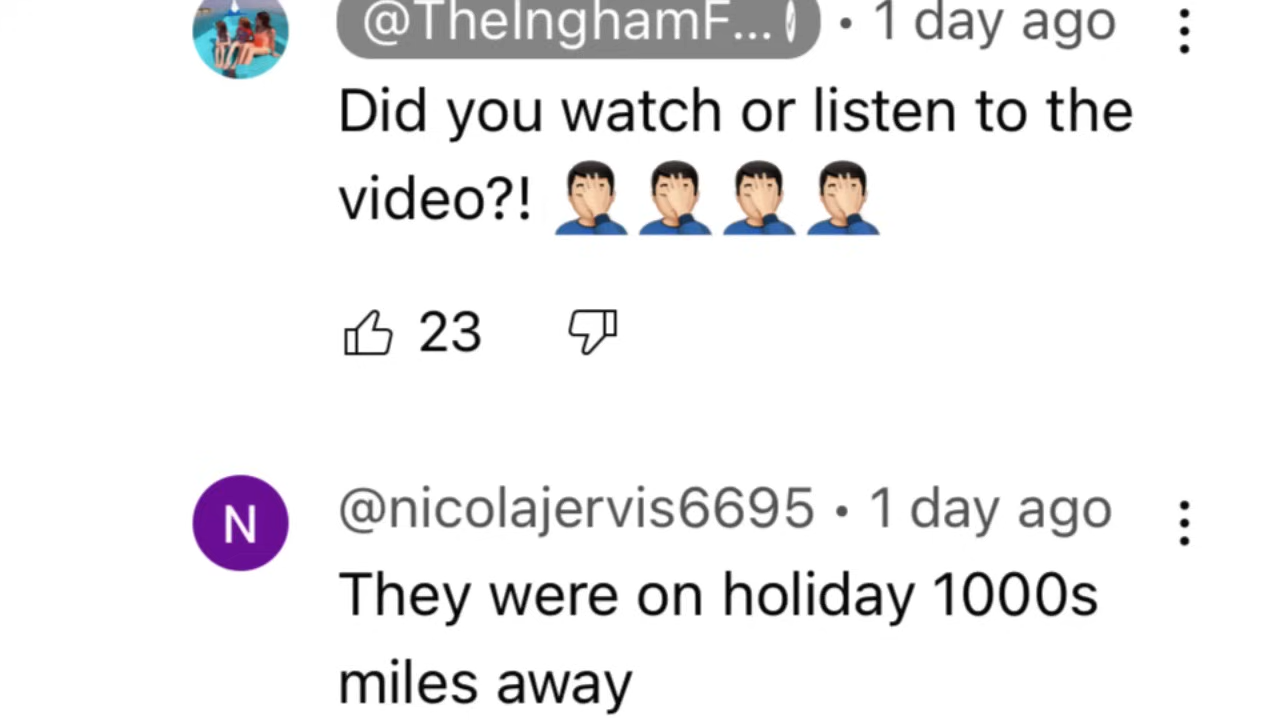 @TheInghamF... • 1 day ago
Did you watch or listen to the
video?! 🤦🏻‍♂️🤦🏻‍♂️🤦🏻‍♂️🤦🏻‍♂️
23
N
@nicolajervis6695 • 1 day ago
They were on holiday 1000s
miles away